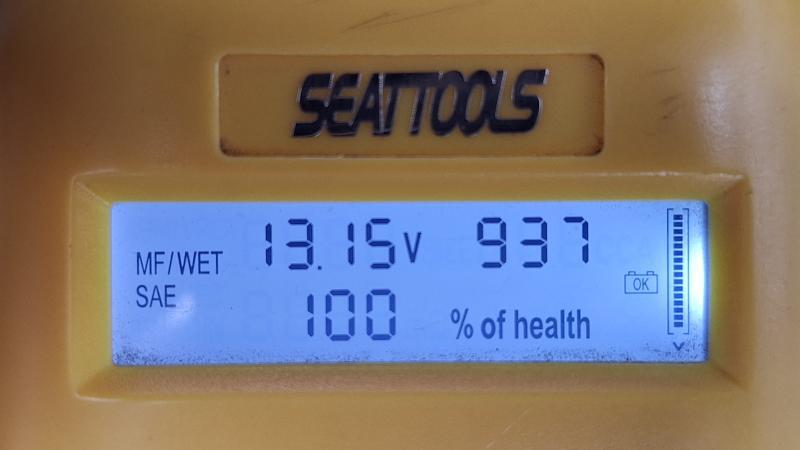 SEATTOOLS
MF/WET 13.15V 937
SAE 100 % of health OK